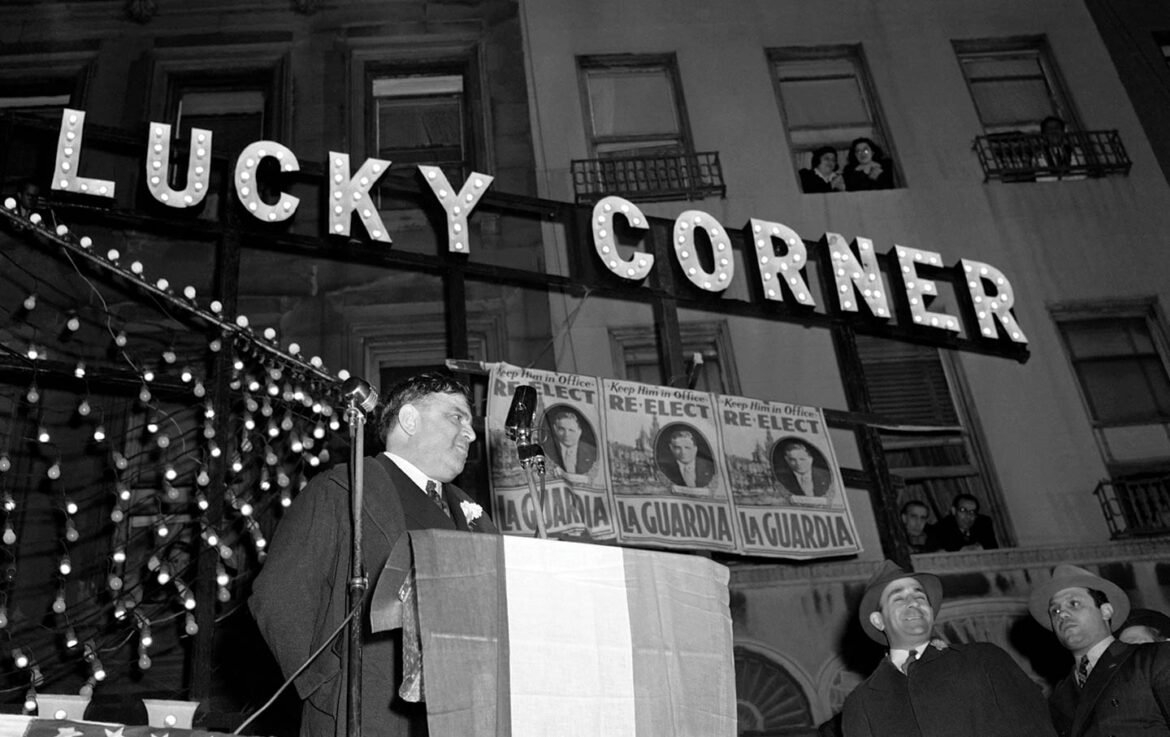 LUCKY CORNER
Keep Him in Office
RE-ELECT
LA GUARDIA
Keep Him in Office
RE-ELECT
LA GUARDIA
Keep Him in Office
RE-ELECT
LA GUARDIA